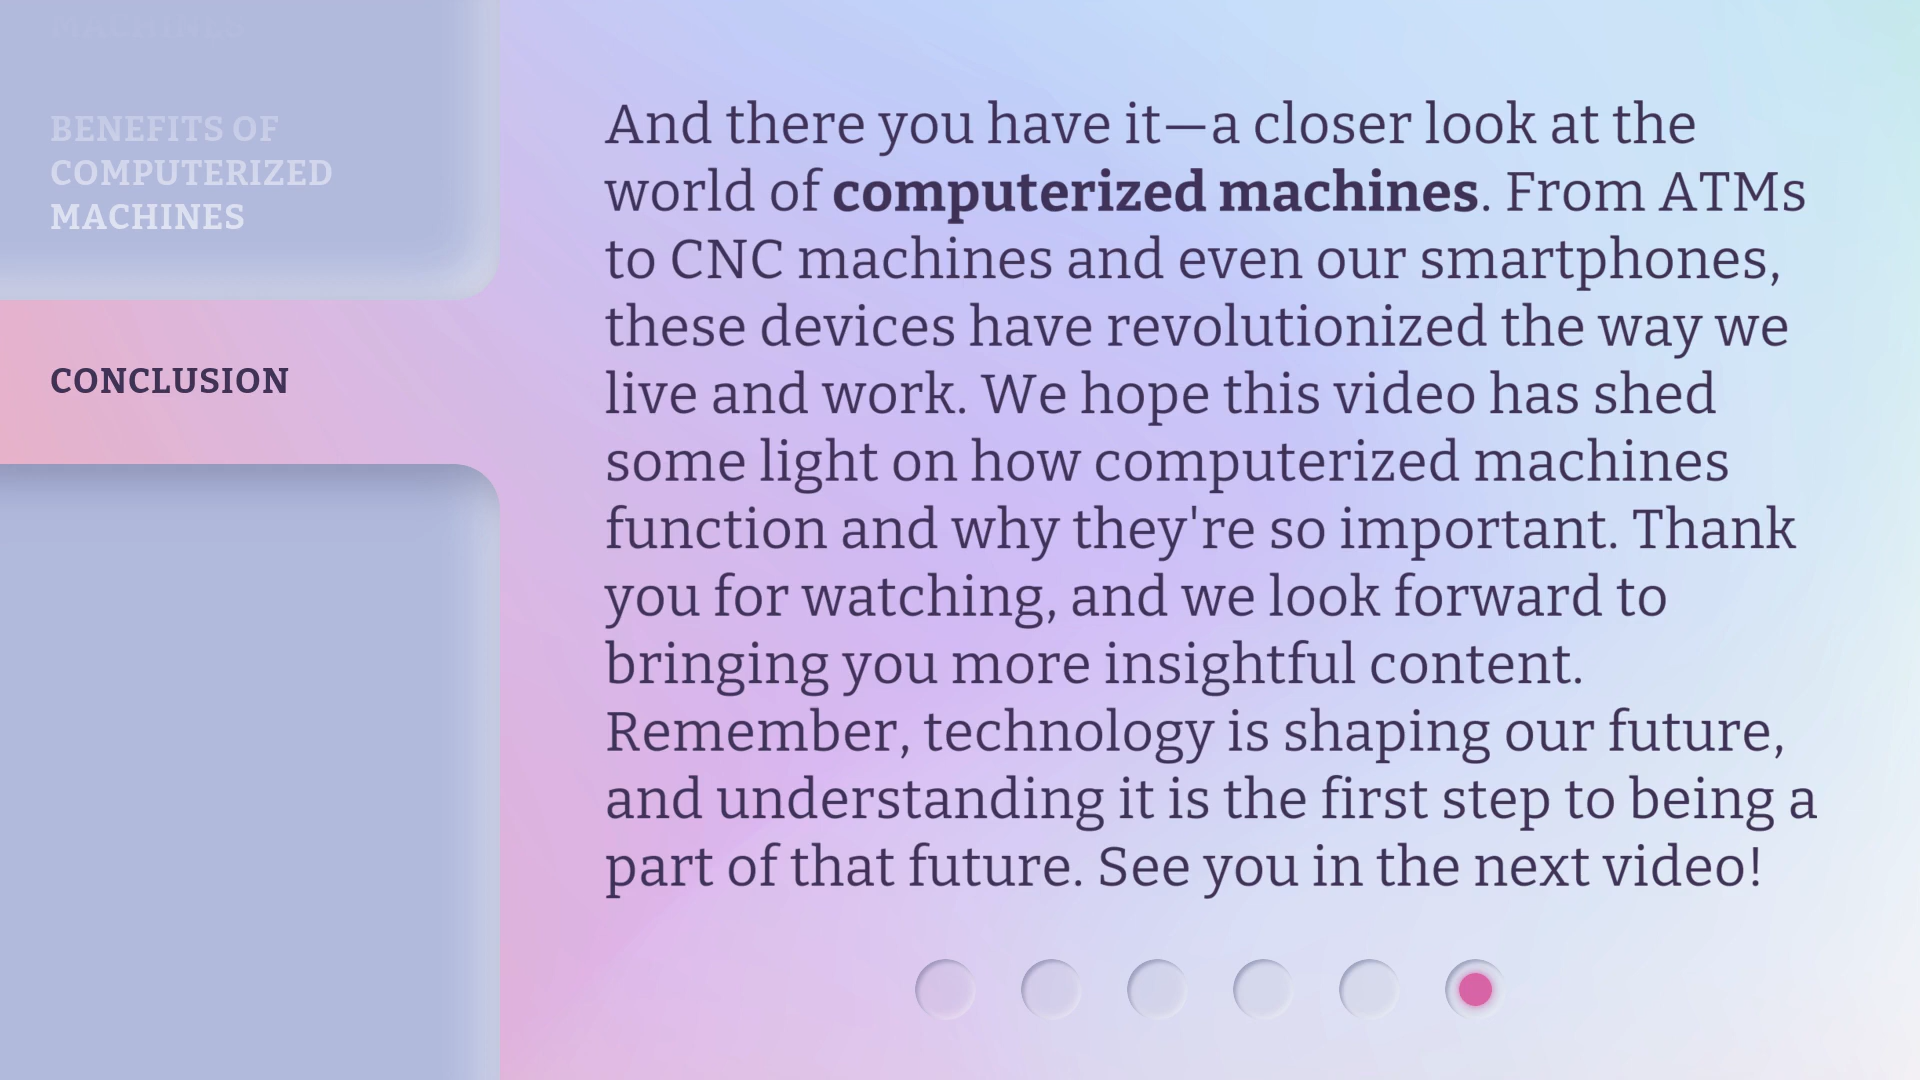 MACHINES
BENEFITS OF
COMPUTERIZED
MACHINES
CONCLUSION
And there you have it—a closer look at the
world of computerized machines. From ATMs
to CNC machines and even our smartphones,
these devices have revolutionized the way we
live and work. We hope this video has shed
some light on how computerized machines
function and why they're so important. Thank
you for watching, and we look forward to
bringing you more insightful content.
Remember, technology is shaping our future,
and understanding it is the first step to being a
part of that future. See you in the next video!